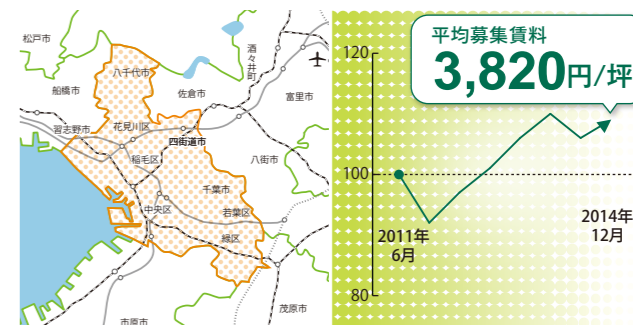 松戸市
八千代市
酒々井町
船橋市
佐倉市
富里市
習志野市
花見川区
四街道市
稲毛区
八街市
千葉市
中央区
若葉区
緑区
茂原市
市原市
平均募集賃料
3,820円/坪
120
100
80
2011年
6月
2014年
12月